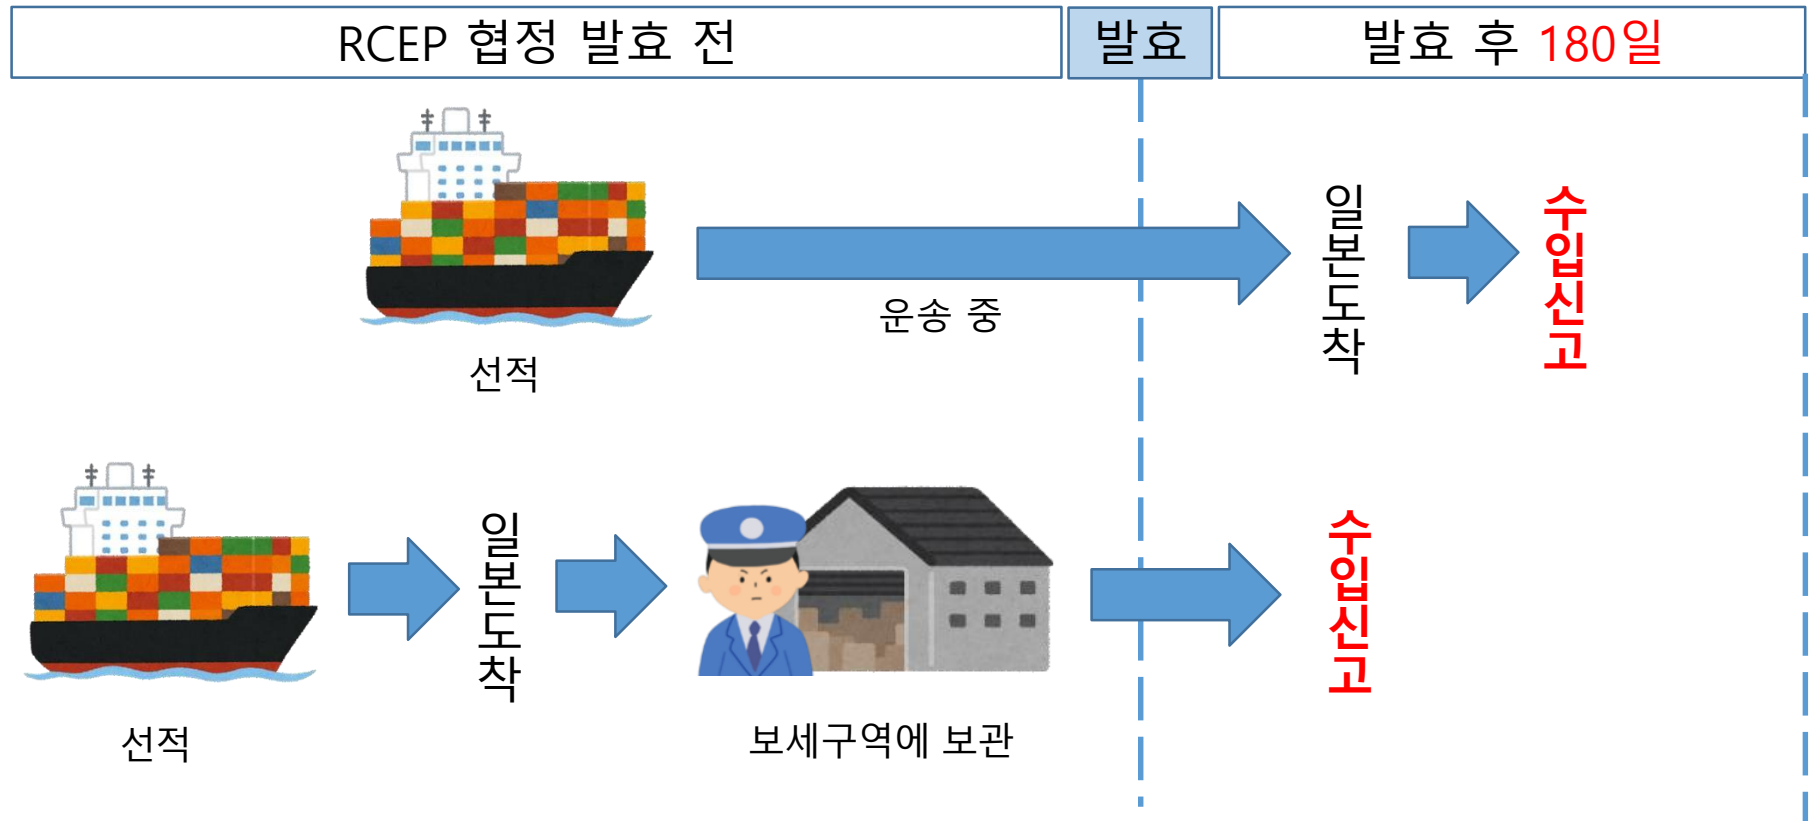 RCEP 협정 발효 전
발효
발효 후 180일
운송 중
일본도착
수입신고
선적
일본도착
수입신고
선적
보세구역에 보관